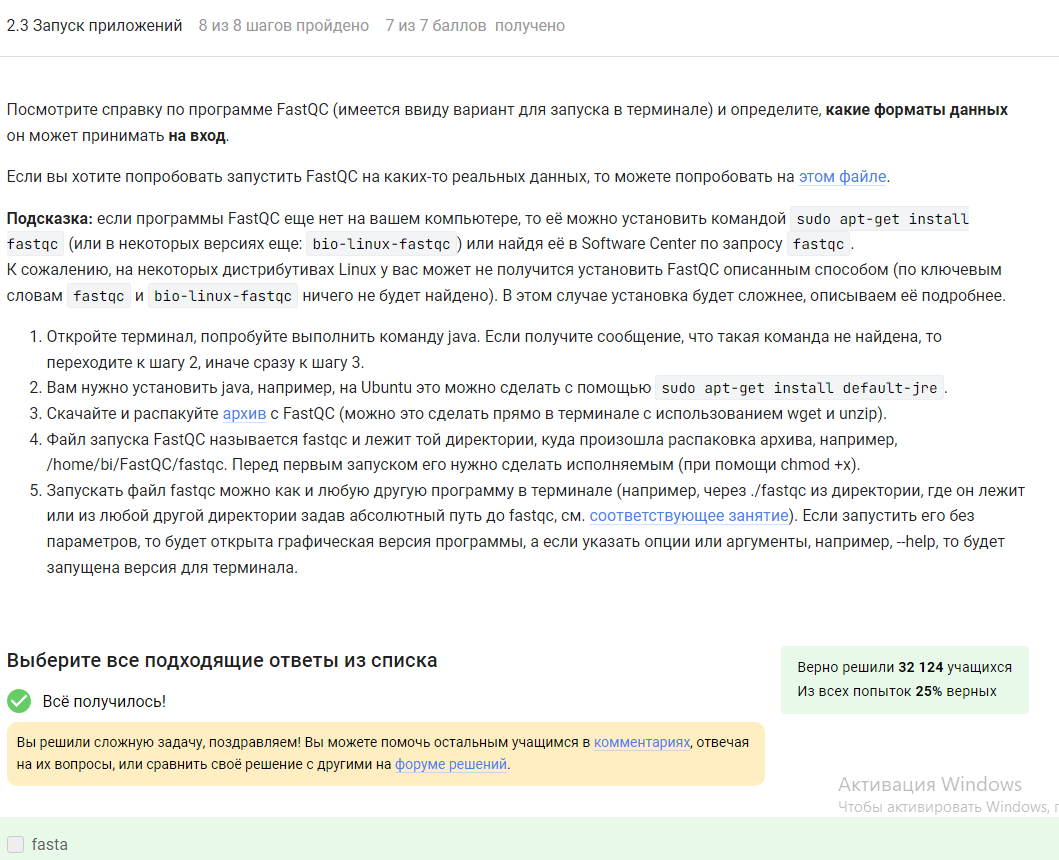 2.3 Запуск приложений 8 из 8 шагов пройдено 7 из 7 баллов получено
Посмотрите справку по программе FastQC (имеется ввиду вариант для запуска в терминале) и определите, какие форматы данных
он может принимать на вход.
Если вы хотите попробовать запустить FastQC на каких-то реальных данных, то можете попробовать на этом файле.
Подсказка: если программы FastQC еще нет на вашем компьютере, то её можно установить командой sudo apt-get install
fastqc (или в некоторых версиях еще: bio-linux-fastqc ) или найдя её в Software Center по запросу fastqc .
К сожалению, на некоторых дистрибутивах Linux у вас может не получится установить FastQC описанным способом (по ключевым
словам fastqc и bio-linux-fastqc ничего не будет найдено). В этом случае установка будет сложнее, описываем её подробнее.
1. Откройте терминал, попробуйте выполнить команду java. Если получите сообщение, что такая команда не найдена, то
переходите к шагу 2, иначе сразу к шагу 3.
2. Вам нужно установить java, например, на Ubuntu это можно сделать с помощью sudo apt-get install default-jre .
3. Скачайте и распакуйте архив с FastQC (можно это сделать прямо в терминале с использованием wget и unzip).
4. Файл запуска FastQC называется fastqc и лежит той директории, куда произошла распаковка архива, например,
/home/bi/FastQC/fastqc. Перед первым запуском его нужно сделать исполняемым (при помощи chmod +x).
5. Запускать файл fastqc можно как и любую другую программу в терминале (например, через ./fastqc из директории, где он лежит
или из любой другой директории задав абсолютный путь до fastqc, см. соответствующее занятие). Если запустить его без
параметров, то будет открыта графическая версия программы, а если указать опции или аргументы, например, --help, то будет
запущена версия для терминала.
Выберите все подходящие ответы из списка
Верно решили 32 124 учащихся
Из всех попыток 25% верных
Всё получилось!
Вы решили сложную задачу, поздравляем! Вы можете помочь остальным учащимся в комментариях, отвечая
на их вопросы, или сравнить своё решение с другими на форуме решений.
Активация Windows
Чтобы активировать Windows,
fasta